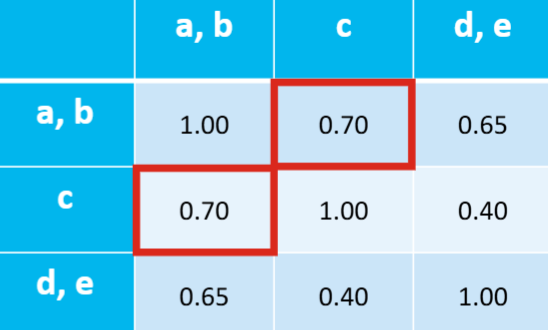 a, b c d, e
a, b 1.00 0.70 0.65
c 0.70 1.00 0.40
d, e 0.65 0.40 1.00